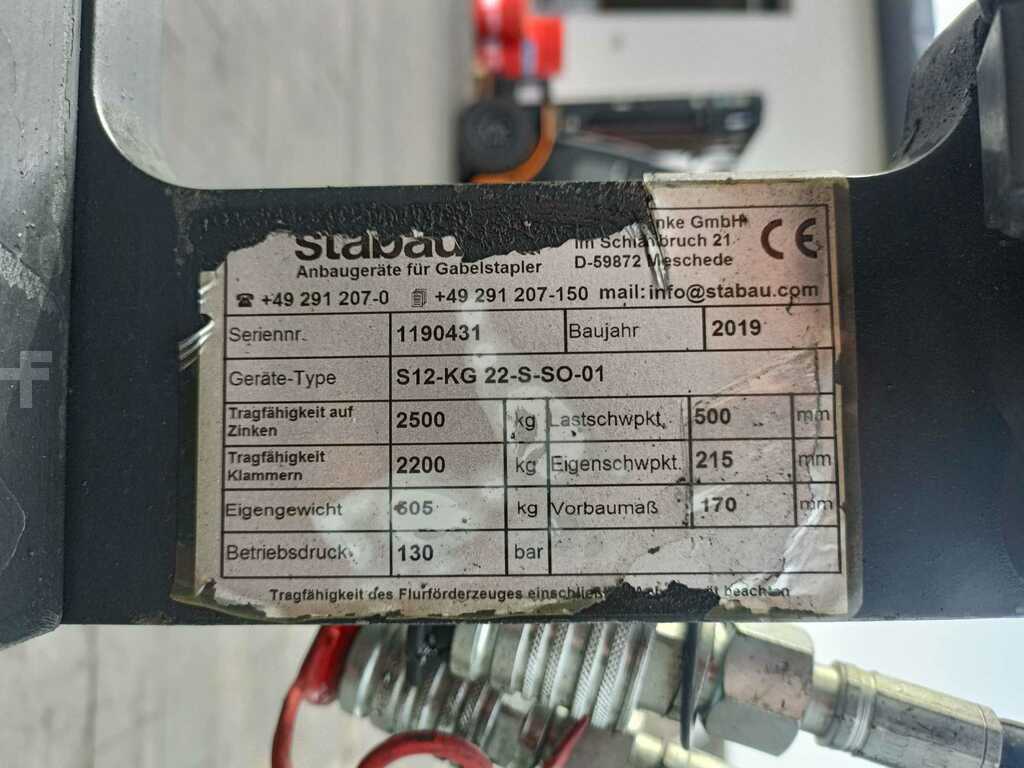 stabau
nke GmbH
Im Schlahbruch 21
Anbaugeräte für Gabelstapler
D-59872 Meschede
CE
+49 291 207-0 +49 291 207-150 mail:info@stabau.com
Seriennr. 1190431 Baujahr 2019
Geräte-Type S12-KG 22-S-SO-01
Tragfähigkeit auf Zinken 2500 kg Lastschwpkt. 500 mm
Tragfähigkeit Klammern 2200 kg Eigenschwpkt. 215 mm
Eigengewicht 605 kg Vorbaumaß 170 mm
Betriebsdruck 130 bar
Tragfähigkeit des Flurförderzeuges beachten